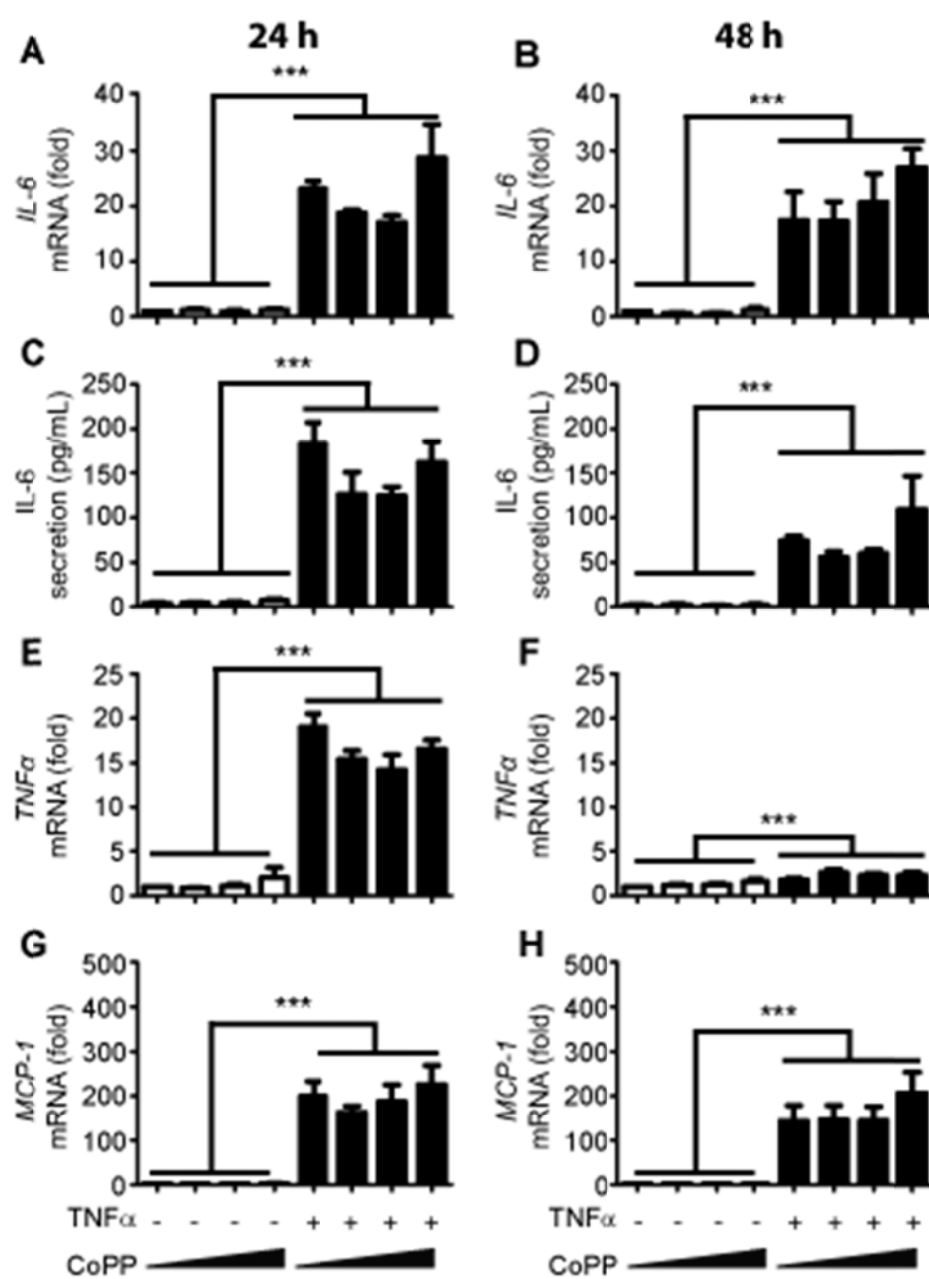 24 h
48 h
A
***
IL-6
mRNA (fold)
40
30
20
10
0
B
***
IL-6
mRNA (fold)
40
30
20
10
0
C
***
IL-6
secretion (pg/mL)
250
200
150
100
50
0
D
***
IL-6
secretion (pg/mL)
250
200
150
100
50
0
E
***
TNFα
mRNA (fold)
25
20
15
10
5
0
F
***
TNFα
mRNA (fold)
25
20
15
10
5
0
G
***
MCP-1
mRNA (fold)
500
400
300
200
100
0
H
***
MCP-1
mRNA (fold)
500
400
300
200
100
0
TNFα - - - - + + + +
TNFα - - - - + + + +
CoPP
CoPP